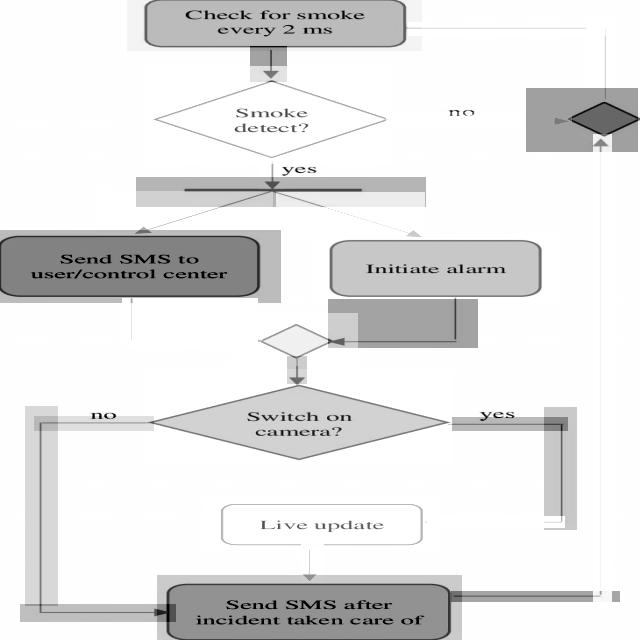 Check for smoke
every 2 ms
Smoke
detect?
no
yes
Send SMS to
user/control center
Initiate alarm
no
Switch on
camera?
yes
Live update
Send SMS after
incident taken care of